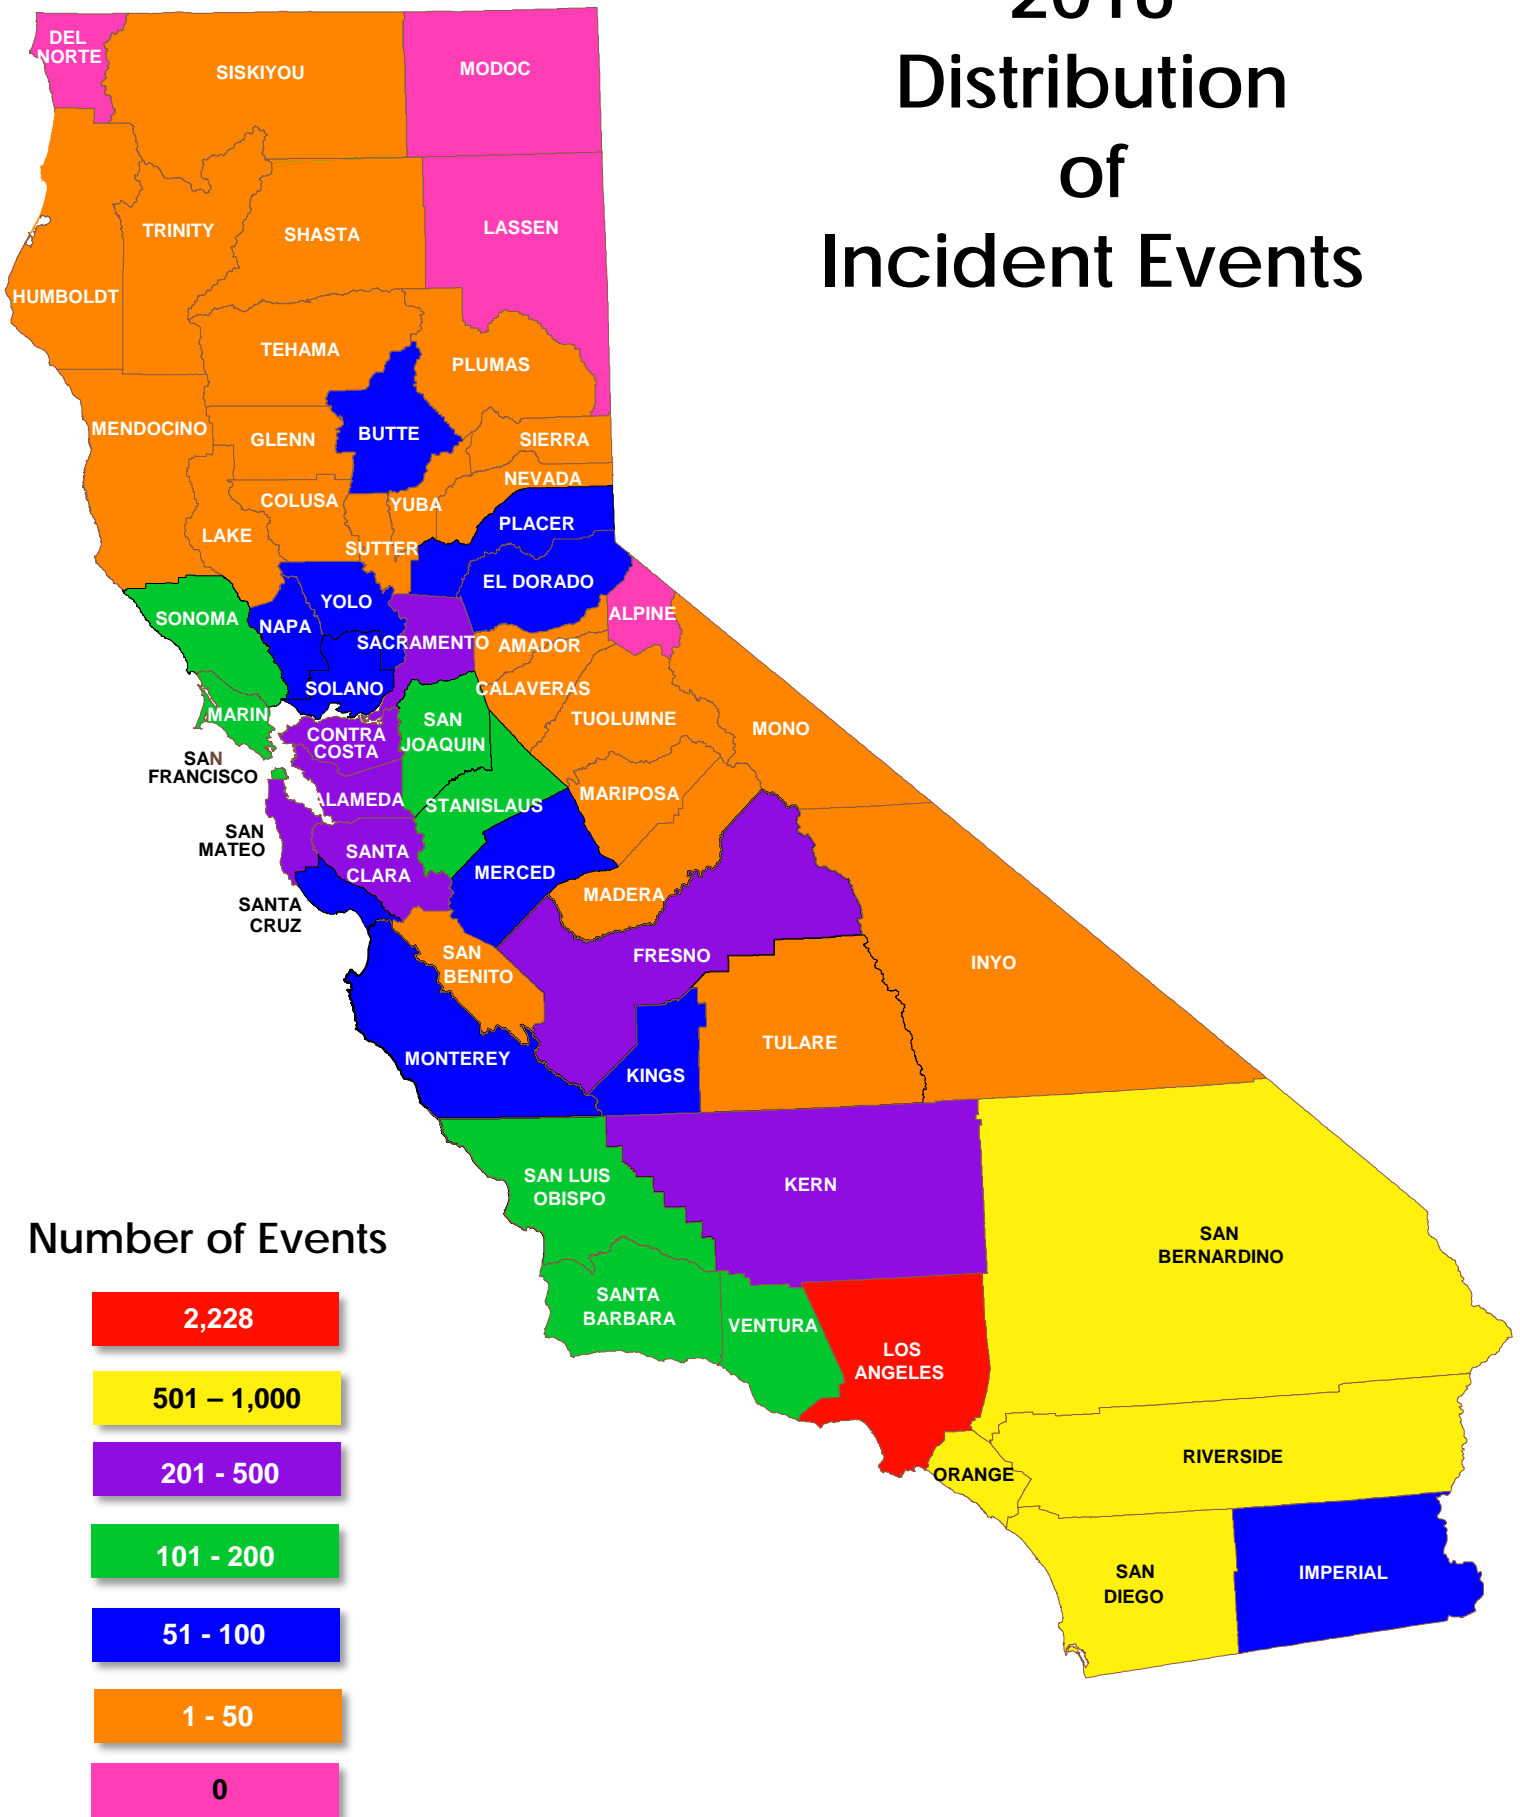 2016
Distribution
of
Incident Events
DEL
NORTE
SISKIYOU
MODOC
TRINITY
SHASTA
LASSEN
HUMBOLDT
TEHAMA
PLUMAS
MENDOCINO
GLENN
BUTTE
SIERRA
NEVADA
COLUSA
YUBA
LAKE
SUTTER
PLACER
EL DORADO
YOLO
SONOMA
NAPA
ALPINE
SACRAMENTO
AMADOR
SOLANO
CALAVERAS
MARIN
SAN
JOAQUIN
TUOLUMNE
MONO
CONTRA
COSTA
SAN
FRANCISCO
ALAMEDA
STANISLAUS
MARIPOSA
SAN
MATEO
SANTA
CLARA
MERCED
MADERA
SANTA
CRUZ
SAN
BENITO
FRESNO
INYO
MONTEREY
KINGS
TULARE
SAN LUIS
OBISPO
KERN
SAN
BERNARDINO
SANTA
BARBARA
VENTURA
LOS
ANGELES
ORANGE
RIVERSIDE
SAN
DIEGO
IMPERIAL
Number of Events
2,228
501 – 1,000
201 - 500
101 - 200
51 - 100
1 - 50
0